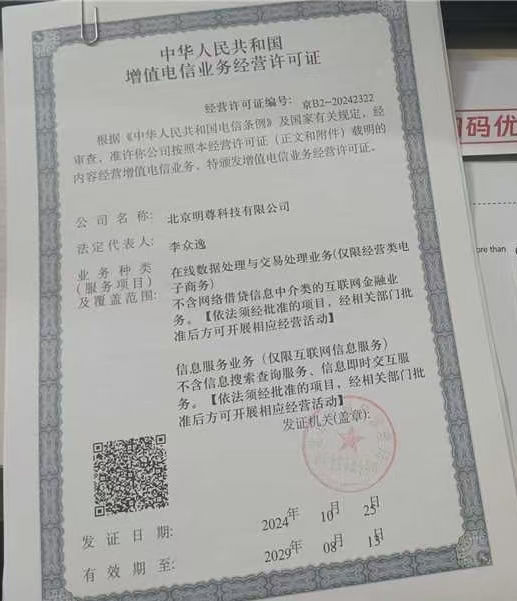 中华人民共和国
增值电信业务经营许可证
经营许可证编号: 京B2-20242322
根据《中华人民共和国电信条例》及国家有关规定，经
审查，准许你公司按照本经营许可证（正文和附件）载明的
内容经营增值电信业务，特颁发增值电信业务经营许可证。
公司名称: 北京明尊科技有限公司
法定代表人: 李众逸
业务种类
(服务项目)
及覆盖范围:
在线数据处理与交易处理业务(仅限经营类电
子商务)
不含网络借贷信息中介类的互联网金融业
务。【依法须经批准的项目，经相关部门批
准后方可开展相应经营活动】
信息服务业务（仅限互联网信息服务）
不含信息搜索查询服务、信息即时交互服
务。【依法须经批准的项目，经相关部门批
准后方可开展相应经营活动】
发证机关(盖章):
发证日期: 2024年 10月 25日
有效期至: 2029年 08月 13日
码优
more than